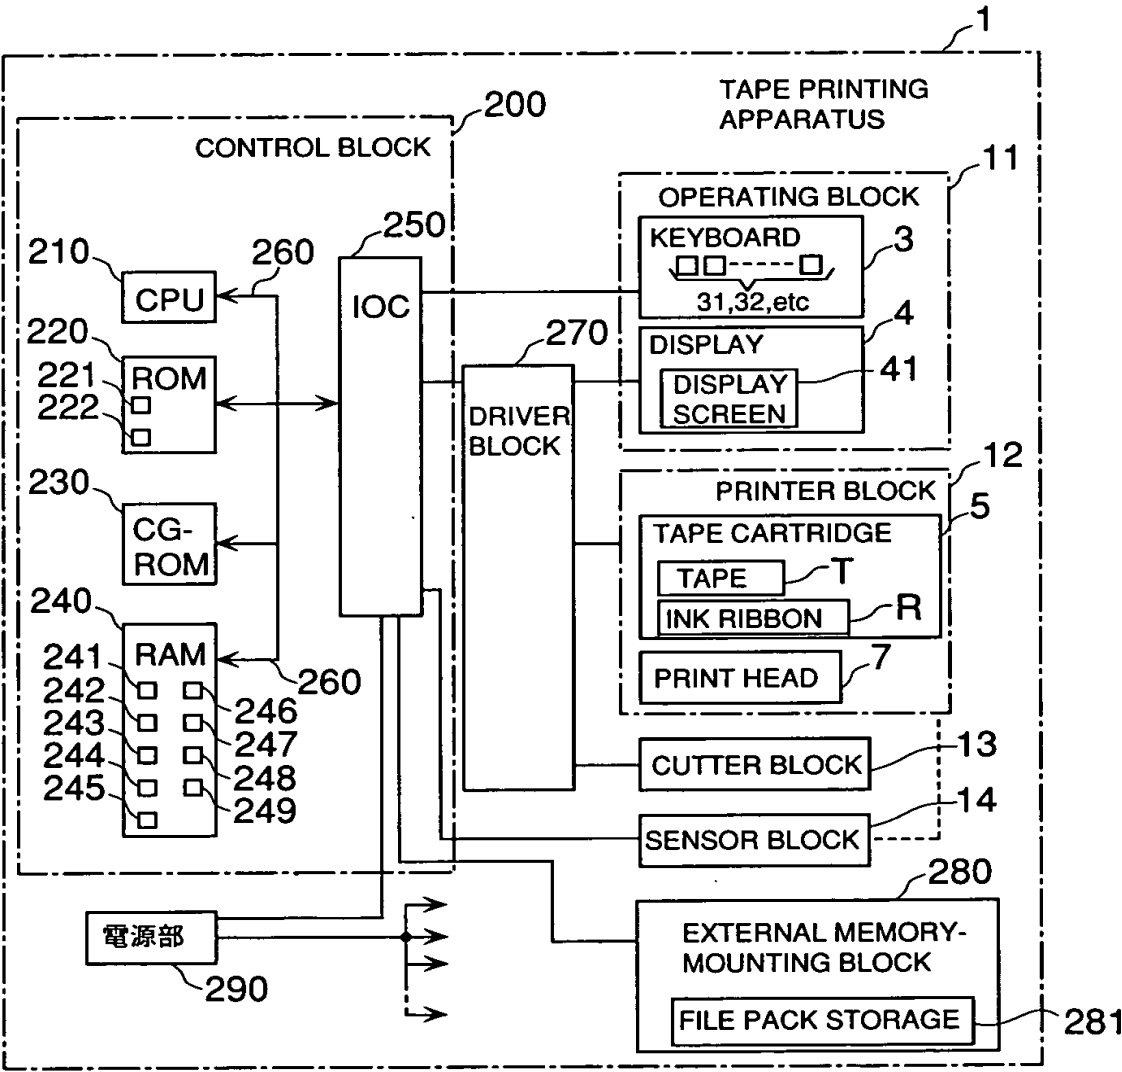 1
TAPE PRINTING
APPARATUS
200
CONTROL BLOCK
11
OPERATING BLOCK
250
KEYBOARD
3
210
260
CPU
IOC
31,32,etc
4
220
270
DISPLAY
221
ROM
41
DISPLAY
SCREEN
222
DRIVER
BLOCK
12
230
PRINTER BLOCK
5
CG-
ROM
TAPE CARTRIDGE
TAPE
T
INK RIBBON
R
240
RAM
7
241
260
PRINT HEAD
242
246
243
247
13
244
248
CUTTER BLOCK
245
249
14
SENSOR BLOCK
280
電源部
EXTERNAL MEMORY-
MOUNTING BLOCK
290
FILE PACK STORAGE
281